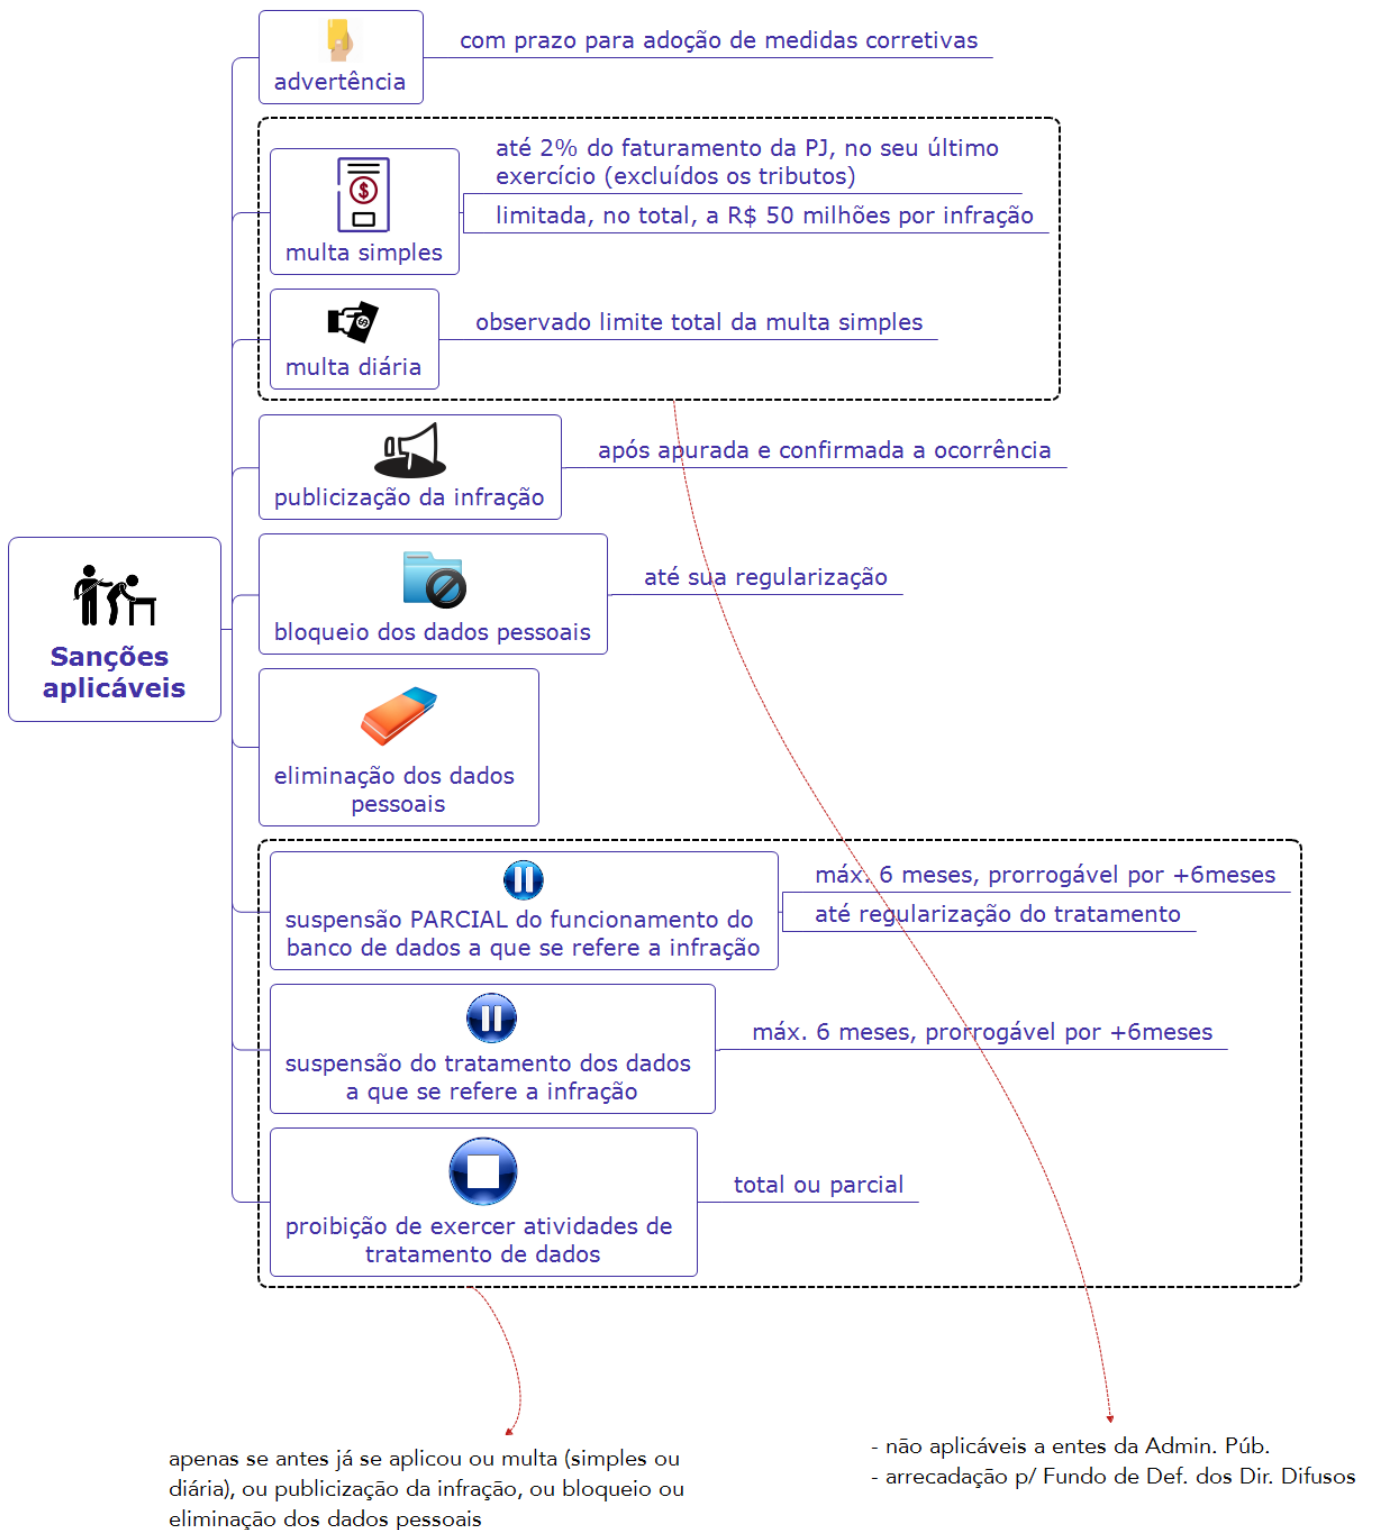 advertência
com prazo para adoção de medidas corretivas
multa simples
até 2% do faturamento da PJ, no seu último
exercício (excluídos os tributos)
limitada, no total, a R$ 50 milhões por infração
multa diária
observado limite total da multa simples
publicização da infração
após apurada e confirmada a ocorrência
bloqueio dos dados pessoais
até sua regularização
Sanções
aplicáveis
eliminação dos dados
pessoais
suspensão PARCIAL do funcionamento do
banco de dados a que se refere a infração
máx. 6 meses, prorrogável por +6meses
até regularização do tratamento
suspensão do tratamento dos dados
a que se refere a infração
máx. 6 meses, prorrogável por +6meses
proibição de exercer atividades de
tratamento de dados
total ou parcial
apenas se antes já se aplicou ou multa (simples ou
diária), ou publicização da infração, ou bloqueio ou
eliminação dos dados pessoais
- não aplicáveis a entes da Admin. Púb.
- arrecadação p/ Fundo de Def. dos Dir. Difusos